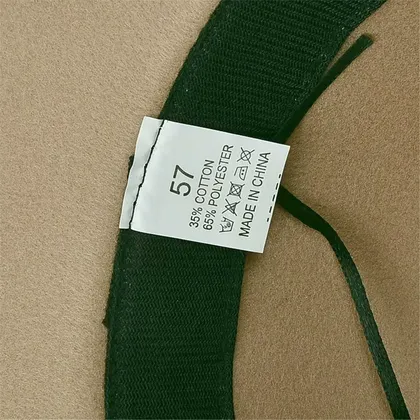 57
35% COTTON
65% POLYESTER
MADE IN CHINA